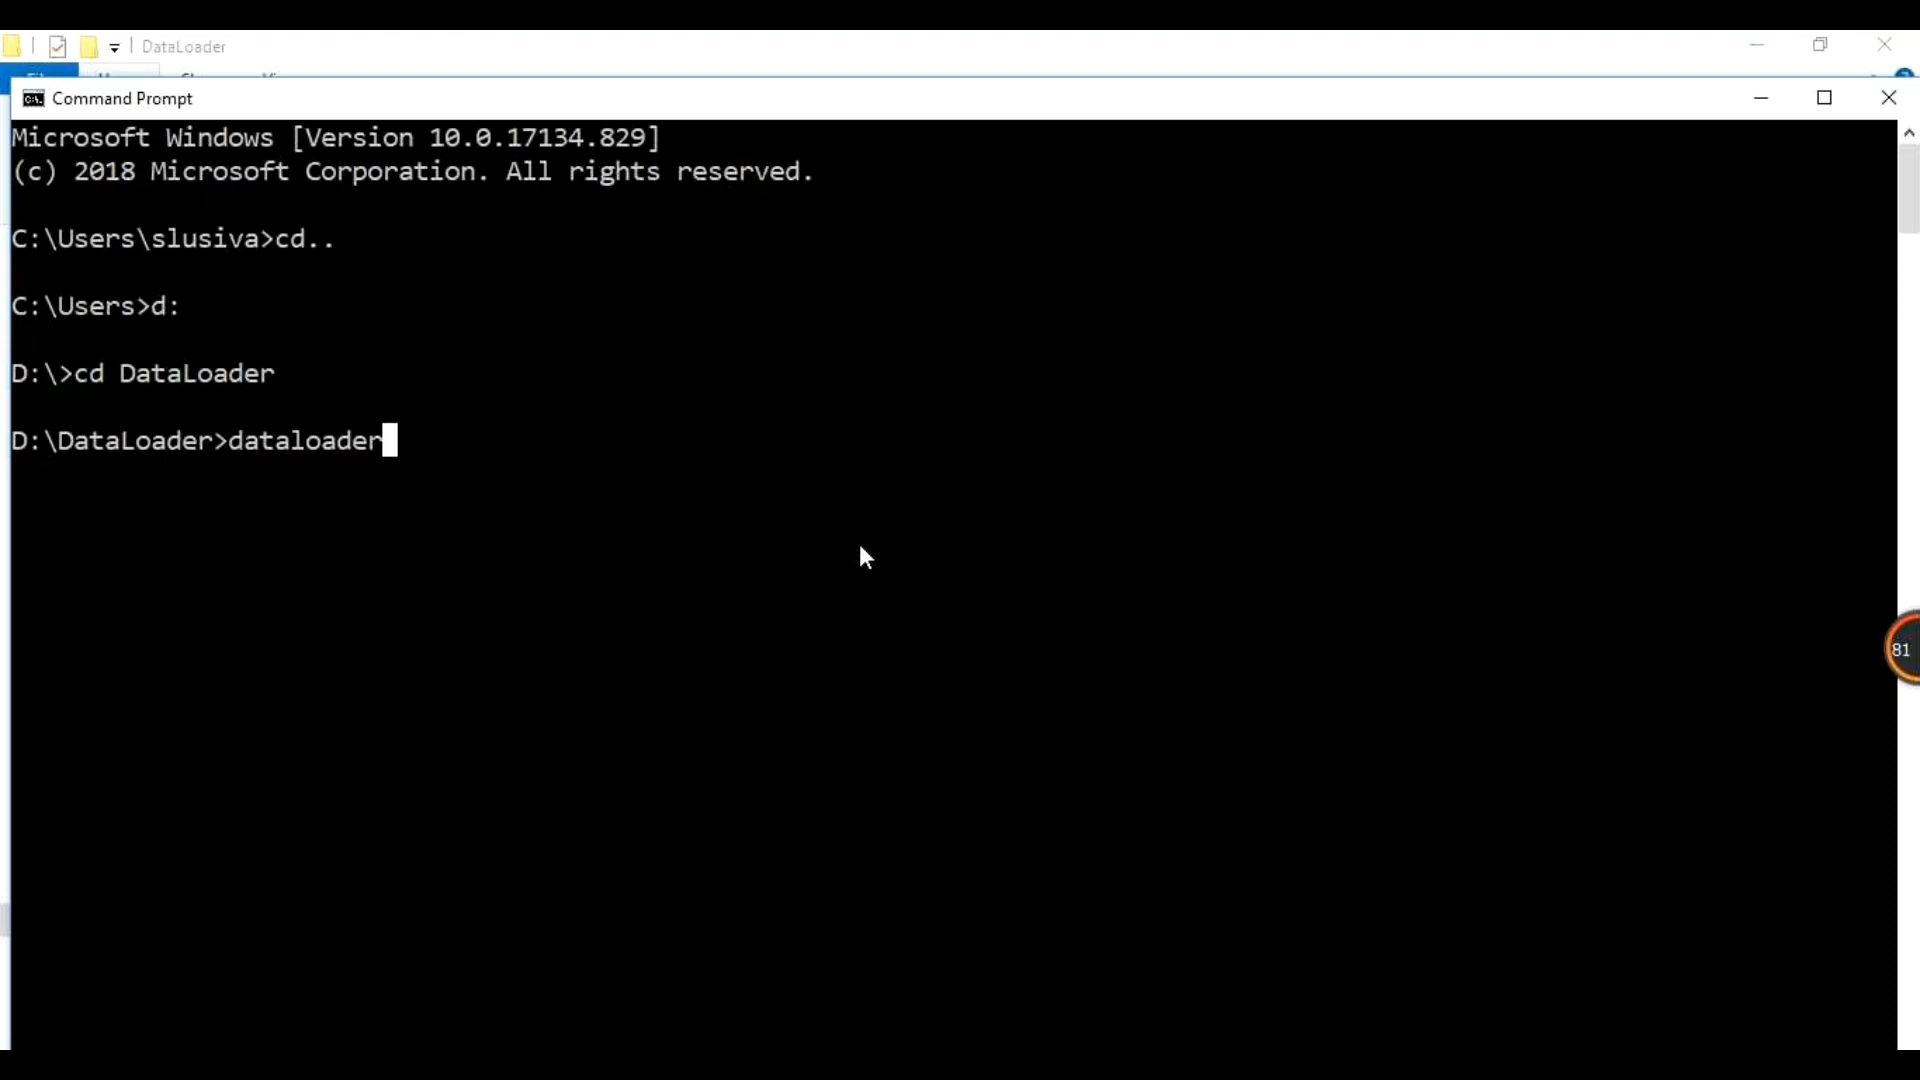 DataLoader
Command Prompt
Microsoft Windows [Version 10.0.17134.829]
(c) 2018 Microsoft Corporation. All rights reserved.
C:\Users\slusiva>cd..
C:\Users>d:
D:\>cd DataLoader
D:\DataLoader>dataloader
81